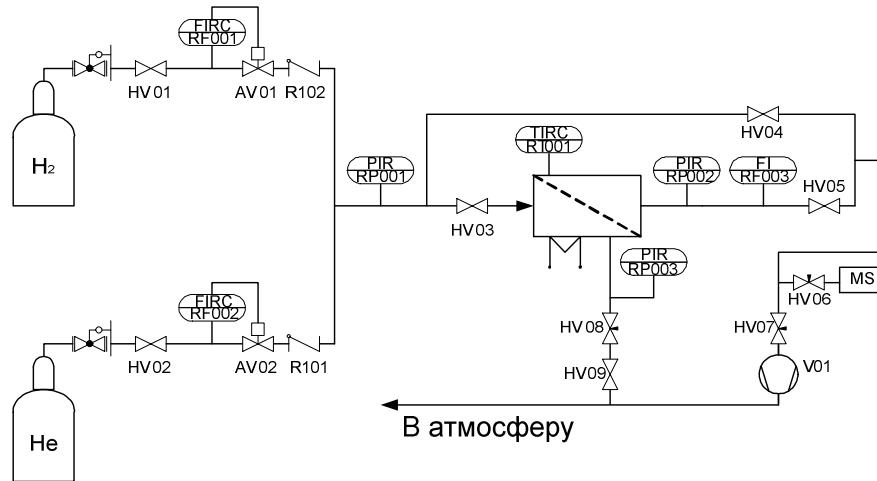 FIRC
RF001
HV01
AV01
R102
H2
HV04
TIRC
RT001
PIR
RP001
PIR
RP002
FI
RF003
HV05
HV03
PIR
RP003
MS
HV06
FIRC
RF002
HV08
HV07
HV02
AV02
R101
HV09
V01
He
В атмосферу